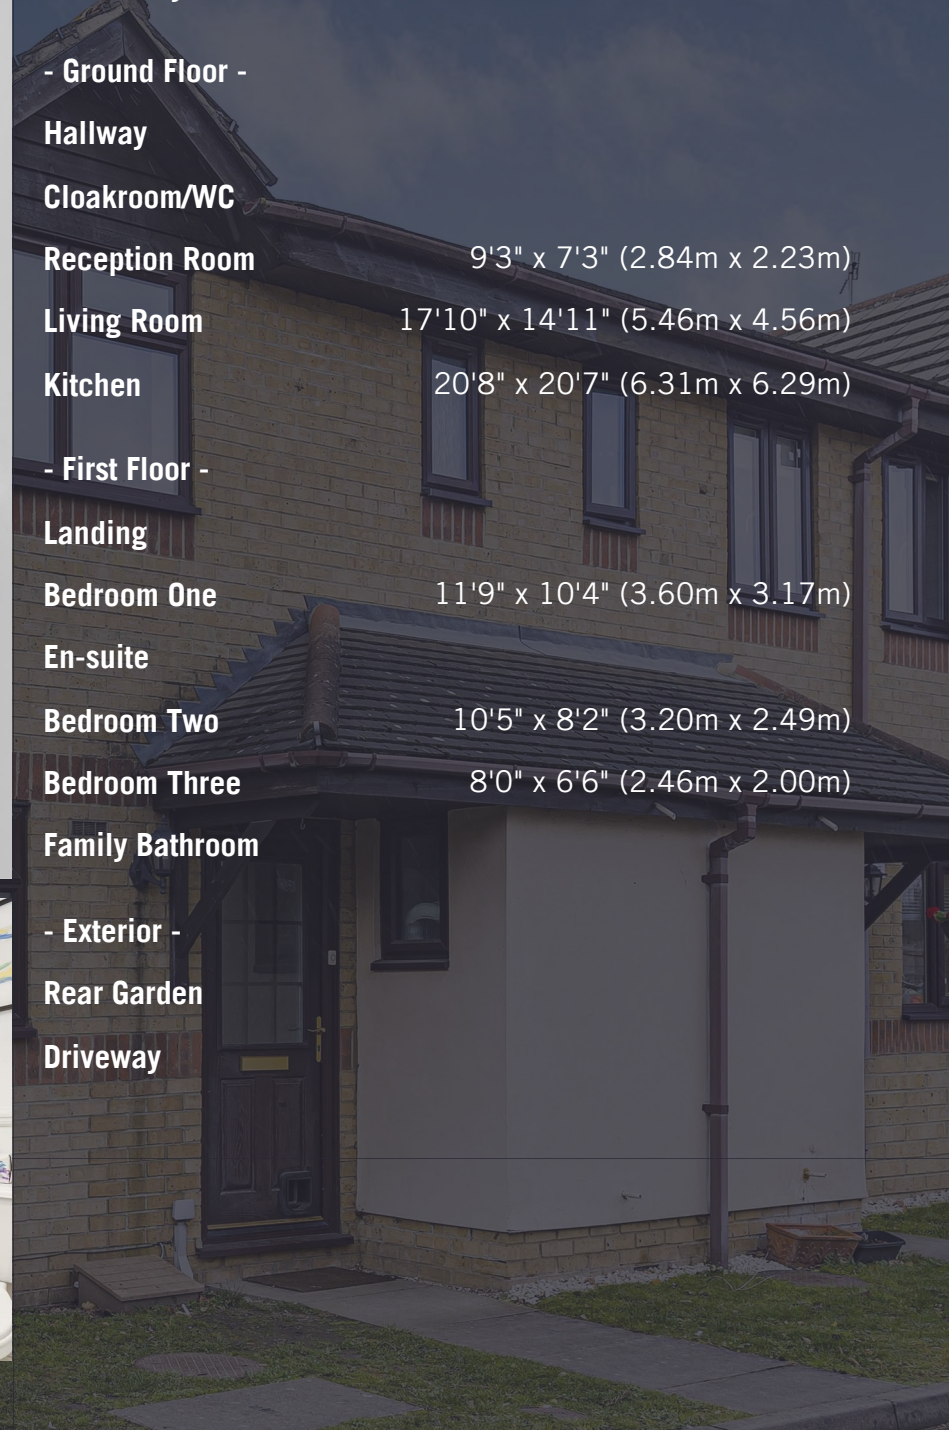 - Ground Floor -
Hallway
Cloakroom/WC
Reception Room 9'3" x 7'3" (2.84m x 2.23m)
Living Room 17'10" x 14'11" (5.46m x 4.56m)
Kitchen 20'8" x 20'7" (6.31m x 6.29m)
- First Floor -
Landing
Bedroom One 11'9" x 10'4" (3.60m x 3.17m)
En-suite
Bedroom Two 10'5" x 8'2" (3.20m x 2.49m)
Bedroom Three 8'0" x 6'6" (2.46m x 2.00m)
Family Bathroom
- Exterior -
Rear Garden
Driveway